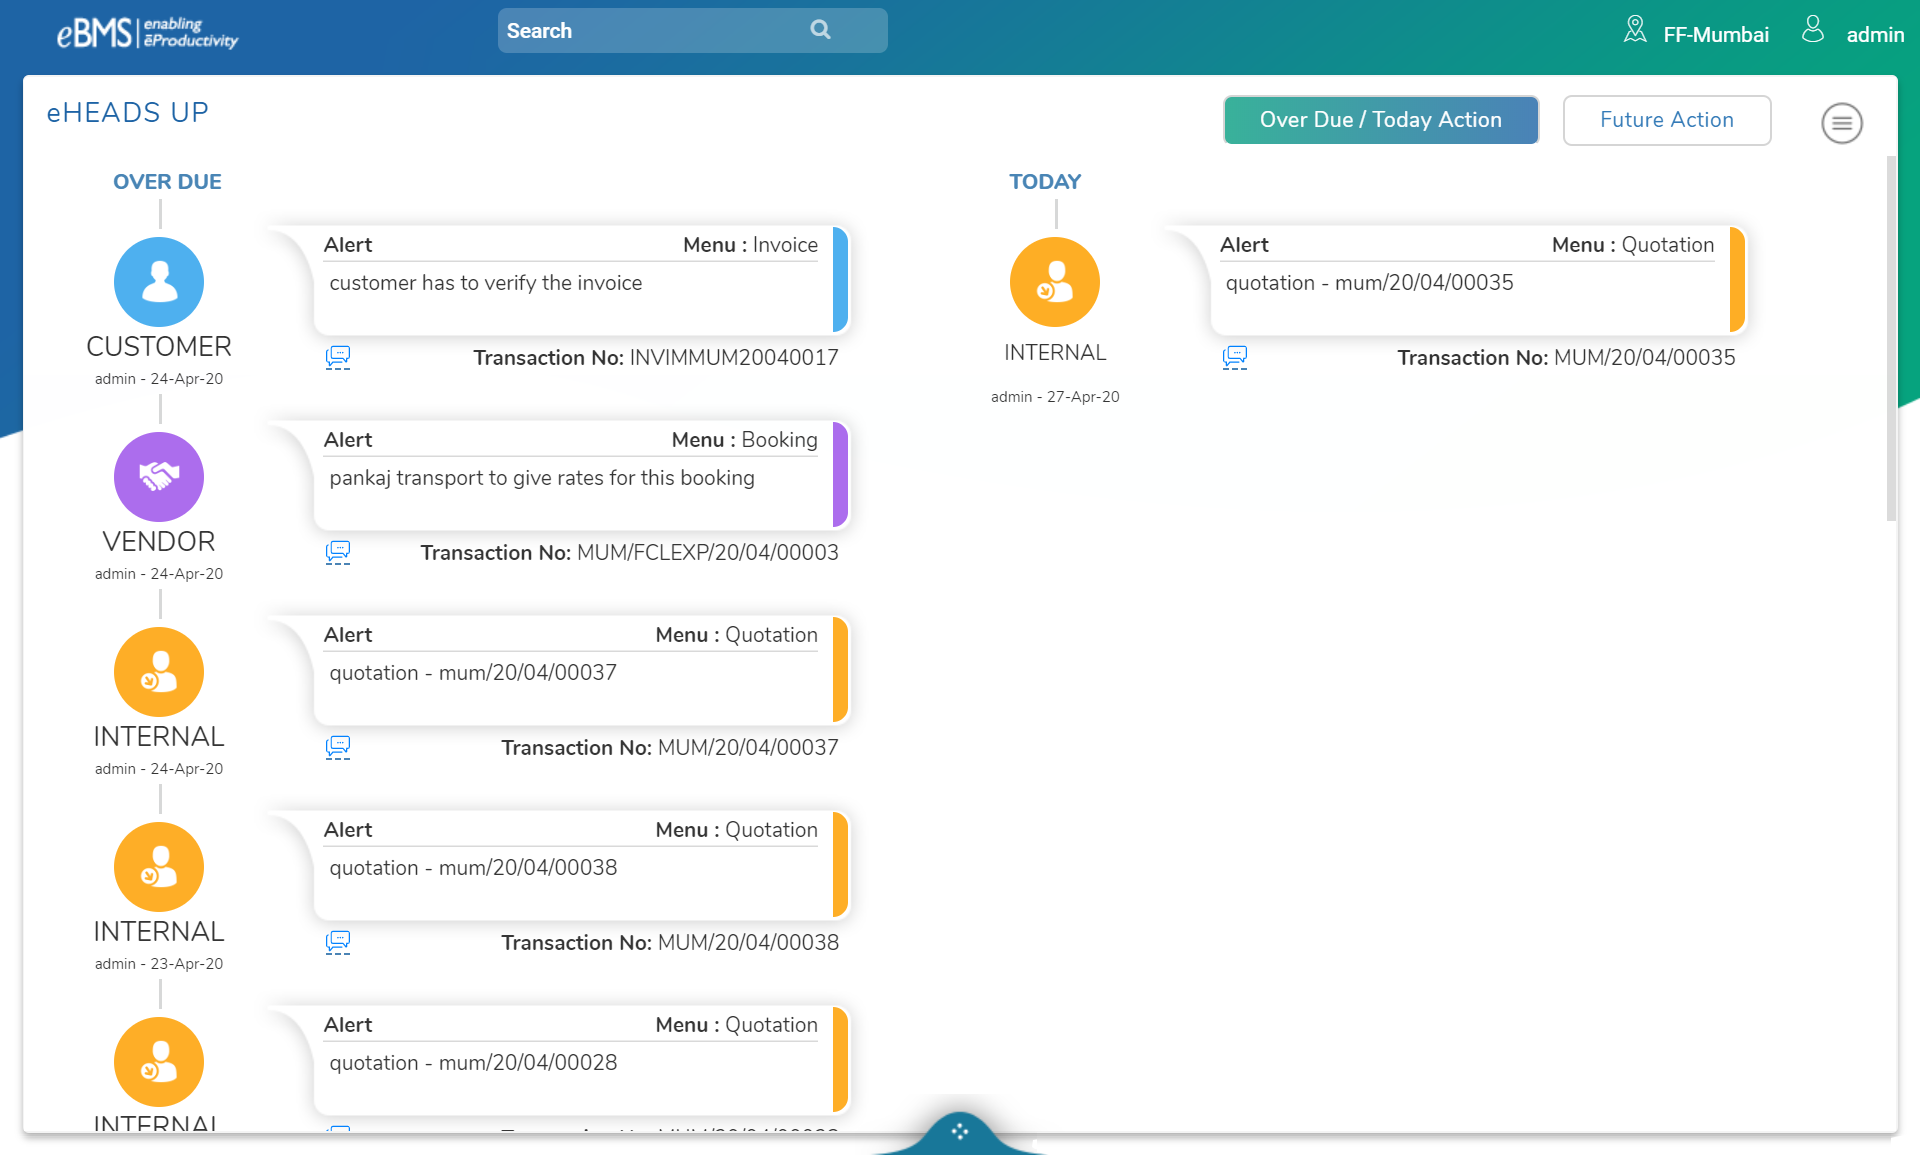 eBMS enabling ēProductivity
Search
FF-Mumbai
admin
eHEADS UP
Over Due / Today Action
Future Action
OVER DUE
Alert Menu : Invoice
customer has to verify the invoice
CUSTOMER
admin - 24-Apr-20
Transaction No: INVIMMUM20040017
Alert Menu : Booking
pankaj transport to give rates for this booking
VENDOR
admin - 24-Apr-20
Transaction No: MUM/FCLEXP/20/04/00003
Alert Menu : Quotation
quotation - mum/20/04/00037
INTERNAL
admin - 24-Apr-20
Transaction No: MUM/20/04/00037
Alert Menu : Quotation
quotation - mum/20/04/00038
INTERNAL
admin - 23-Apr-20
Transaction No: MUM/20/04/00038
Alert Menu : Quotation
quotation - mum/20/04/00028
INTERNAL
TODAY
Alert Menu : Quotation
quotation - mum/20/04/00035
INTERNAL
admin - 27-Apr-20
Transaction No: MUM/20/04/00035